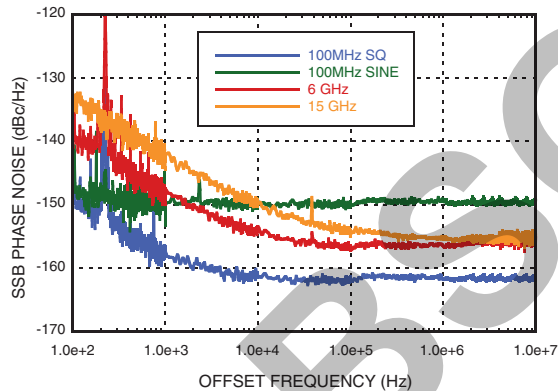 SSB PHASE NOISE (dBs/Hz)
-120
-130
-140
-150
-160
-170
100MHz SQ
100MHz SINE
6 GHz
15 GHz
1.0e+2 1.0e+3 1.0e+4 1.0e+5 1.0e+6 1.0e+7
OFFSET FREQUENCY (Hz)
BSO